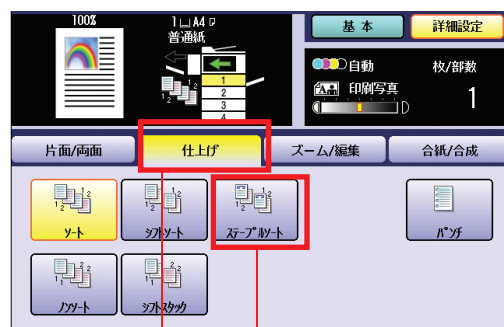 100%
1 A4
普通紙
基本
詳細設定
1
2
3
4
自動
枚/部数
印刷写真
1
片面/両面
仕上げ
ズーム/編集
合紙/合成
ソート
シフトソート
ステープルソート
パンチ
ノンソート
シフトスタック